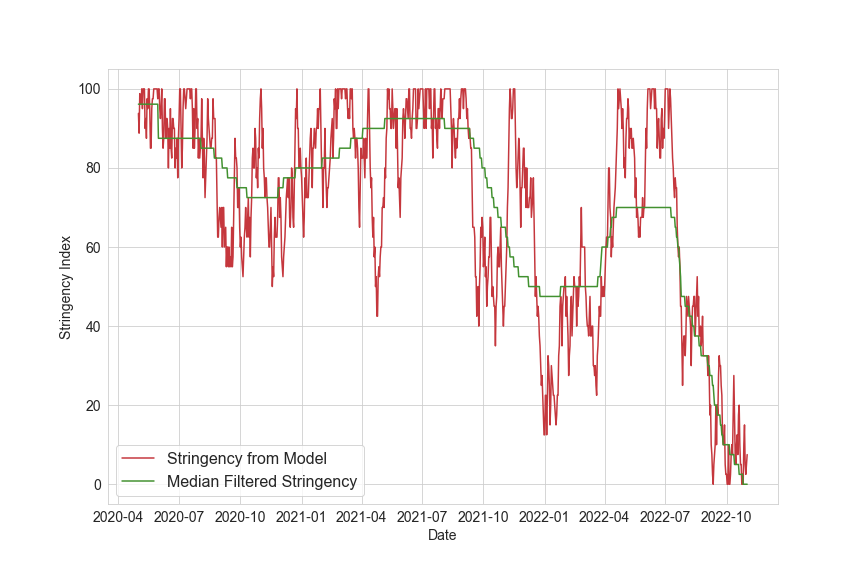 100
80
60
40
20
0
Stringency Index
Stringency from Model
Median Filtered Stringency
2020-04 2020-07 2020-10 2021-01 2021-04 2021-07 2021-10 2022-01 2022-04 2022-07 2022-10
Date